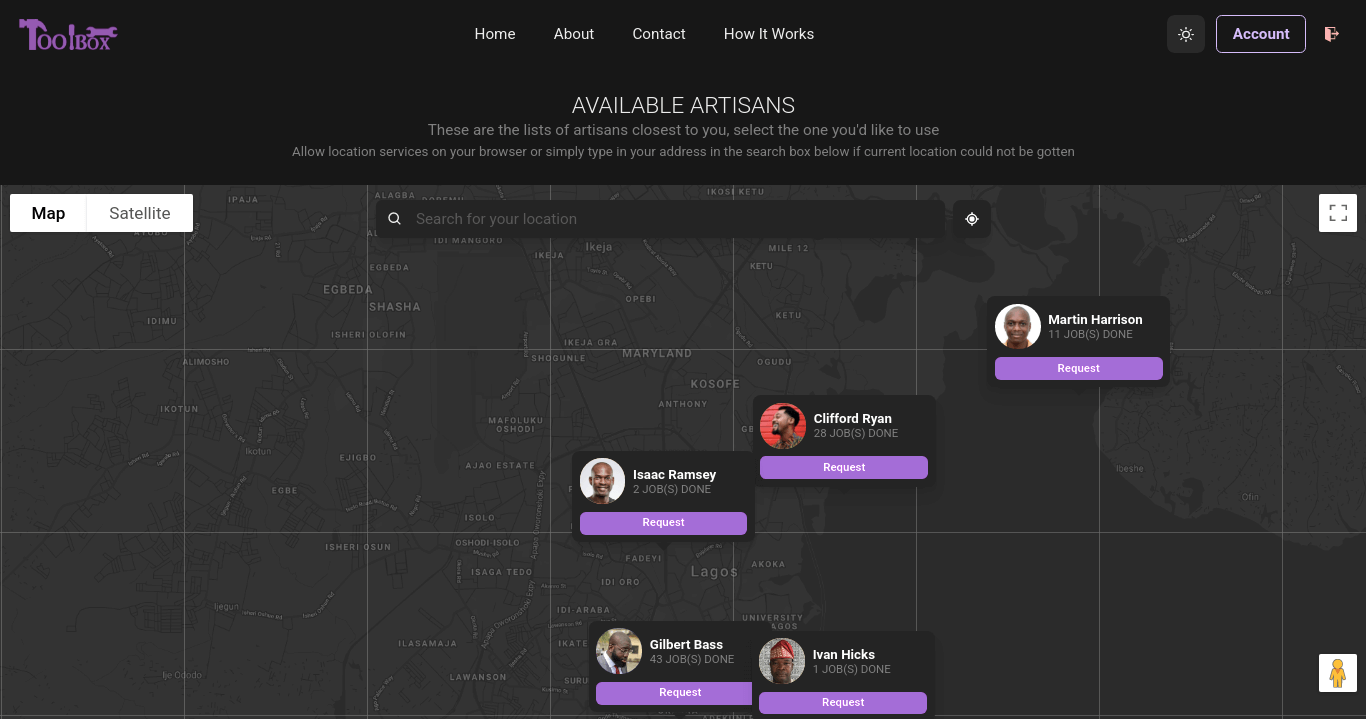 Toolbox
Home
About
Contact
How It Works
Account
AVAILABLE ARTISANS
These are the lists of artisans closest to you, select the one you'd like to use
Allow location services on your browser or simply type in your address in the search box below if current location could not be gotten
Map
Satellite
Search for your location
IPAJA
ALAGBA
IKOSI KETU
IDI MANGORO
Ikeja
IKEJA
MILE 12
KETU
EGBEDA
EGBEDA
SHASHA
OPEBI
KETU
IDIMU
ISHERI OLOFIN
IKEJA GRA
SHOGUNLE
MARYLAND
ALIMOSHO
OGUDU
KOSOFE
ANTHONY
IKOTUN
MAFOLUKU
OSHODI
Ikotun
EJIGBO
AJAO ESTATE
EGBE
Ibeshe
Ofin
ISOLO
ISHERI OSUN
OSHODI-ISOLO
FADEYI
ISAGA TEDO
Lagos
AKOKA
IDI ORO
Ijegun
IDI-ARABA
UNIVERSITY
ILASAMAJA
Ije Ododo
LAWANSON
Martin Harrison
11 JOB(S) DONE
Request
Clifford Ryan
28 JOB(S) DONE
Request
Isaac Ramsey
2 JOB(S) DONE
Request
Gilbert Bass
43 JOB(S) DONE
Request
Ivan Hicks
1 JOB(S) DONE
Request